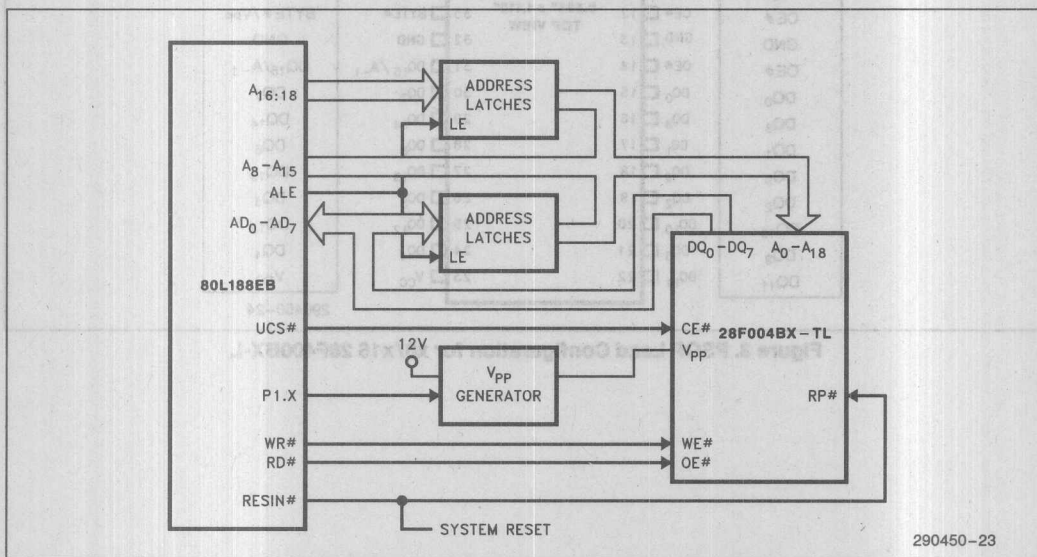 A16:18
ADDRESS
LATCHES
LE
A8–A15
ALE
AD0–AD7
ADDRESS
LATCHES
LE
DQ0–DQ7 A0–A18
80L188EB
28F004BX–TL
UCS#
CE#
12V
VPP
VPP
GENERATOR
P1.X
RP#
WR#
WE#
RD#
OE#
RESIN#
SYSTEM RESET
290450–23